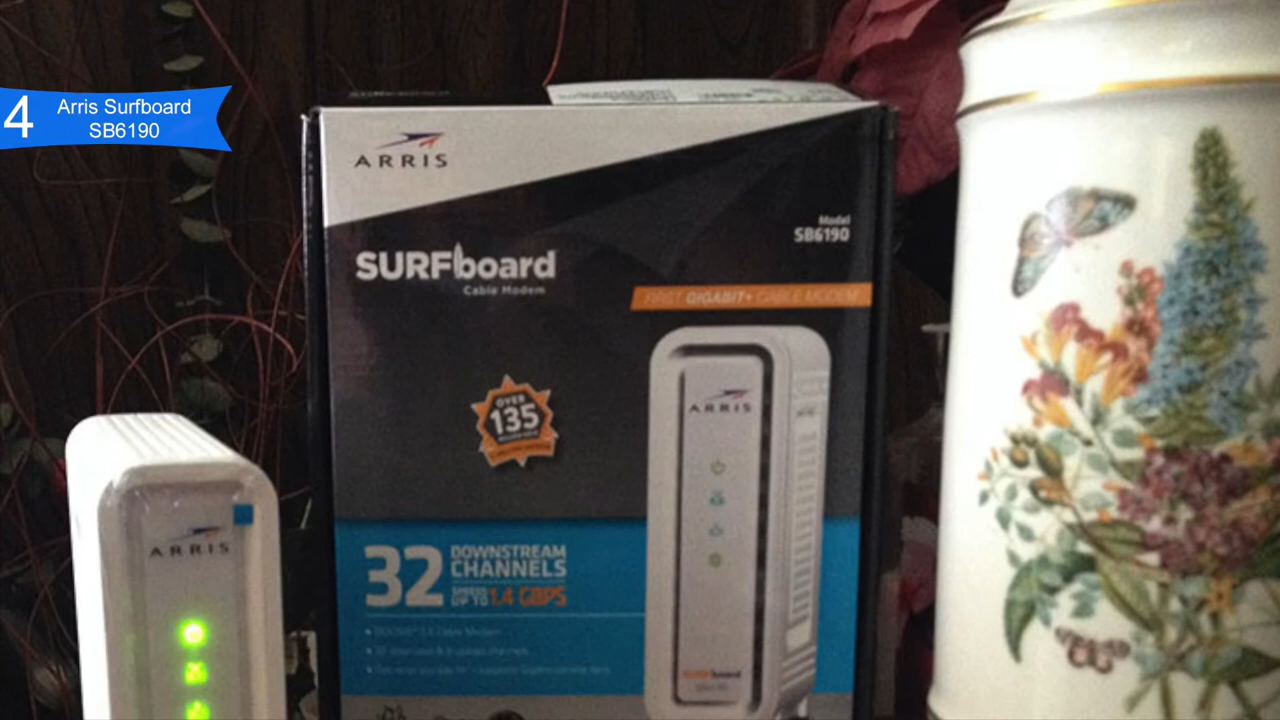 4
Arris Surfboard
SB6190
ARRIS
Model
SB6190
SURFboard
Cable Modem
FIRST GIGABIT+ CABLE MODEM
OVER
135
ARRIS
ARRIS
32
DOWNSTREAM
CHANNELS
UP TO 1.4 GBPS
SURFboard